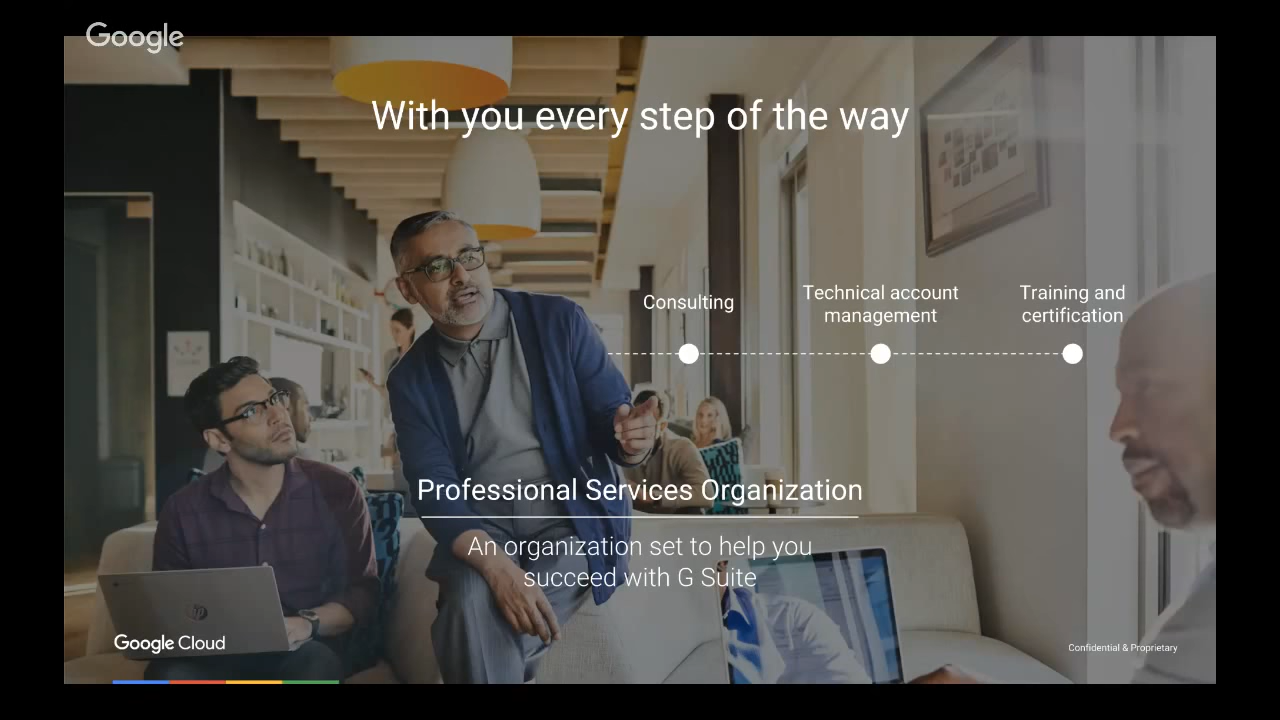 Google
With you every step of the way
Consulting
Technical account
management
Training and
certification
Professional Services Organization
An organization set to help you
succeed with G Suite
hp
Google Cloud
Confidential & Proprietary